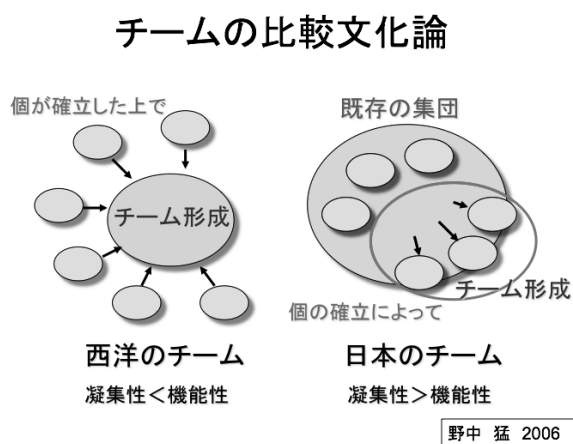 チームの比較文化論
個が確立した上で
チーム形成
西洋のチーム
凝集性＜機能性
既存の集団
チーム形成
個の確立によって
日本のチーム
凝集性＞機能性
野中 猛 2006